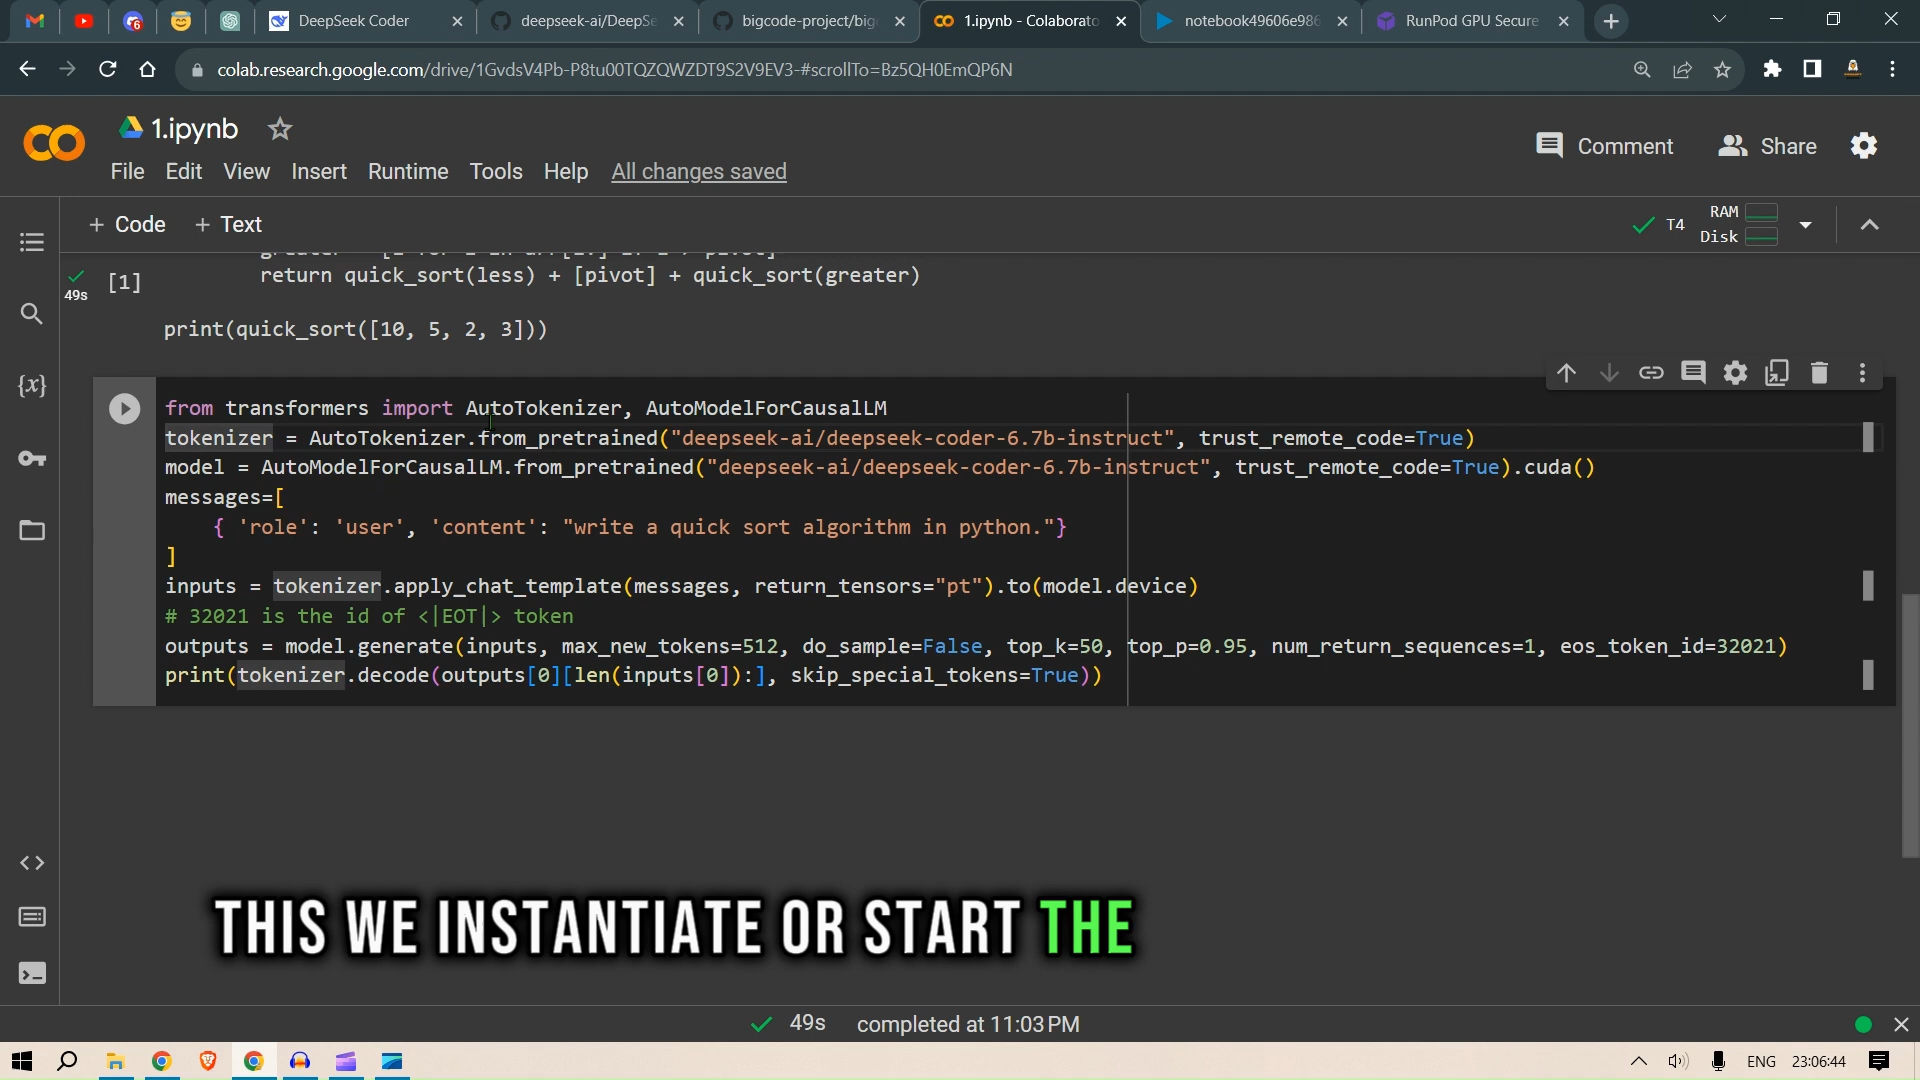 DeepSeek Coder
deepseek-ai/DeepSe
bigcode-project/big
1.ipynb - Colaborato
notebook49606e986
RunPod GPU Secure
colab.research.google.com/drive/1GvdsV4Pb-P8tu00TQZQWZDT9S2V9EV3-#scrollTo=Bz5QH0EmQP6N
1.ipynb
File Edit View Insert Runtime Tools Help All changes saved
Comment Share
+ Code + Text
T4 RAM
Disk
return quick_sort(less) + [pivot] + quick_sort(greater)
49s [1]
print(quick_sort([10, 5, 2, 3]))
from transformers import AutoTokenizer, AutoModelForCausalLM
tokenizer = AutoTokenizer.from_pretrained("deepseek-ai/deepseek-coder-6.7b-instruct", trust_remote_code=True)
model = AutoModelForCausalLM.from_pretrained("deepseek-ai/deepseek-coder-6.7b-instruct", trust_remote_code=True).cuda()
messages=[
{ 'role': 'user', 'content': "write a quick sort algorithm in python."}
]
inputs = tokenizer.apply_chat_template(messages, return_tensors="pt").to(model.device)
# 32021 is the id of <|EOT|> token
outputs = model.generate(inputs, max_new_tokens=512, do_sample=False, top_k=50, top_p=0.95, num_return_sequences=1, eos_token_id=32021)
print(tokenizer.decode(outputs[0][len(inputs[0]):], skip_special_tokens=True))
THIS WE INSTANTIATE OR START THE
49s completed at 11:03 PM
ENG 23:06:44